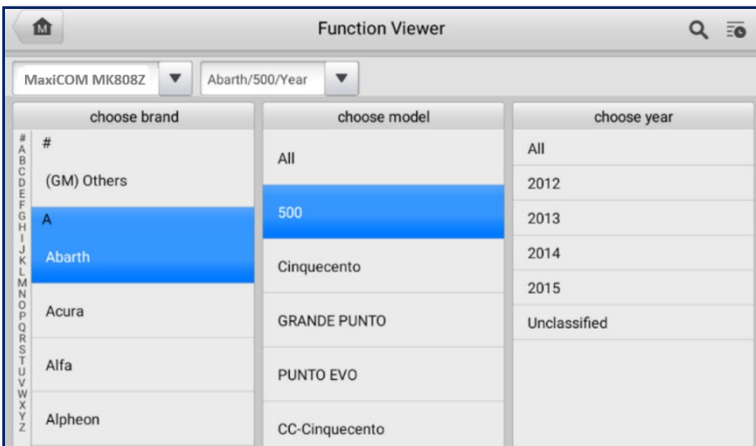 M
Function Viewer
MaxiCOM MK808Z
Abarth/500/Year
choose brand
choose model
choose year
#
A
B
C
D
E
F
G
H
I
J
K
L
M
N
O
P
Q
R
S
T
U
V
W
X
Y
Z
#
(GM) Others
A
Abarth
Acura
Alfa
Alpheon
All
500
Cinquecento
GRANDE PUNTO
PUNTO EVO
CC-Cinquecento
All
2012
2013
2014
2015
Unclassified